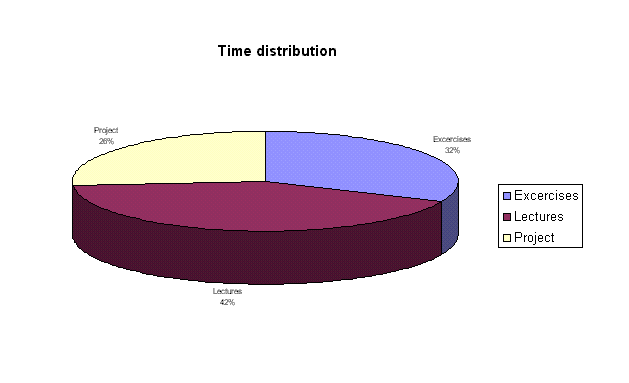 Time distribution
Project
26%
Excercises
32%
Excercises
Lectures
Project
Lectures
42%